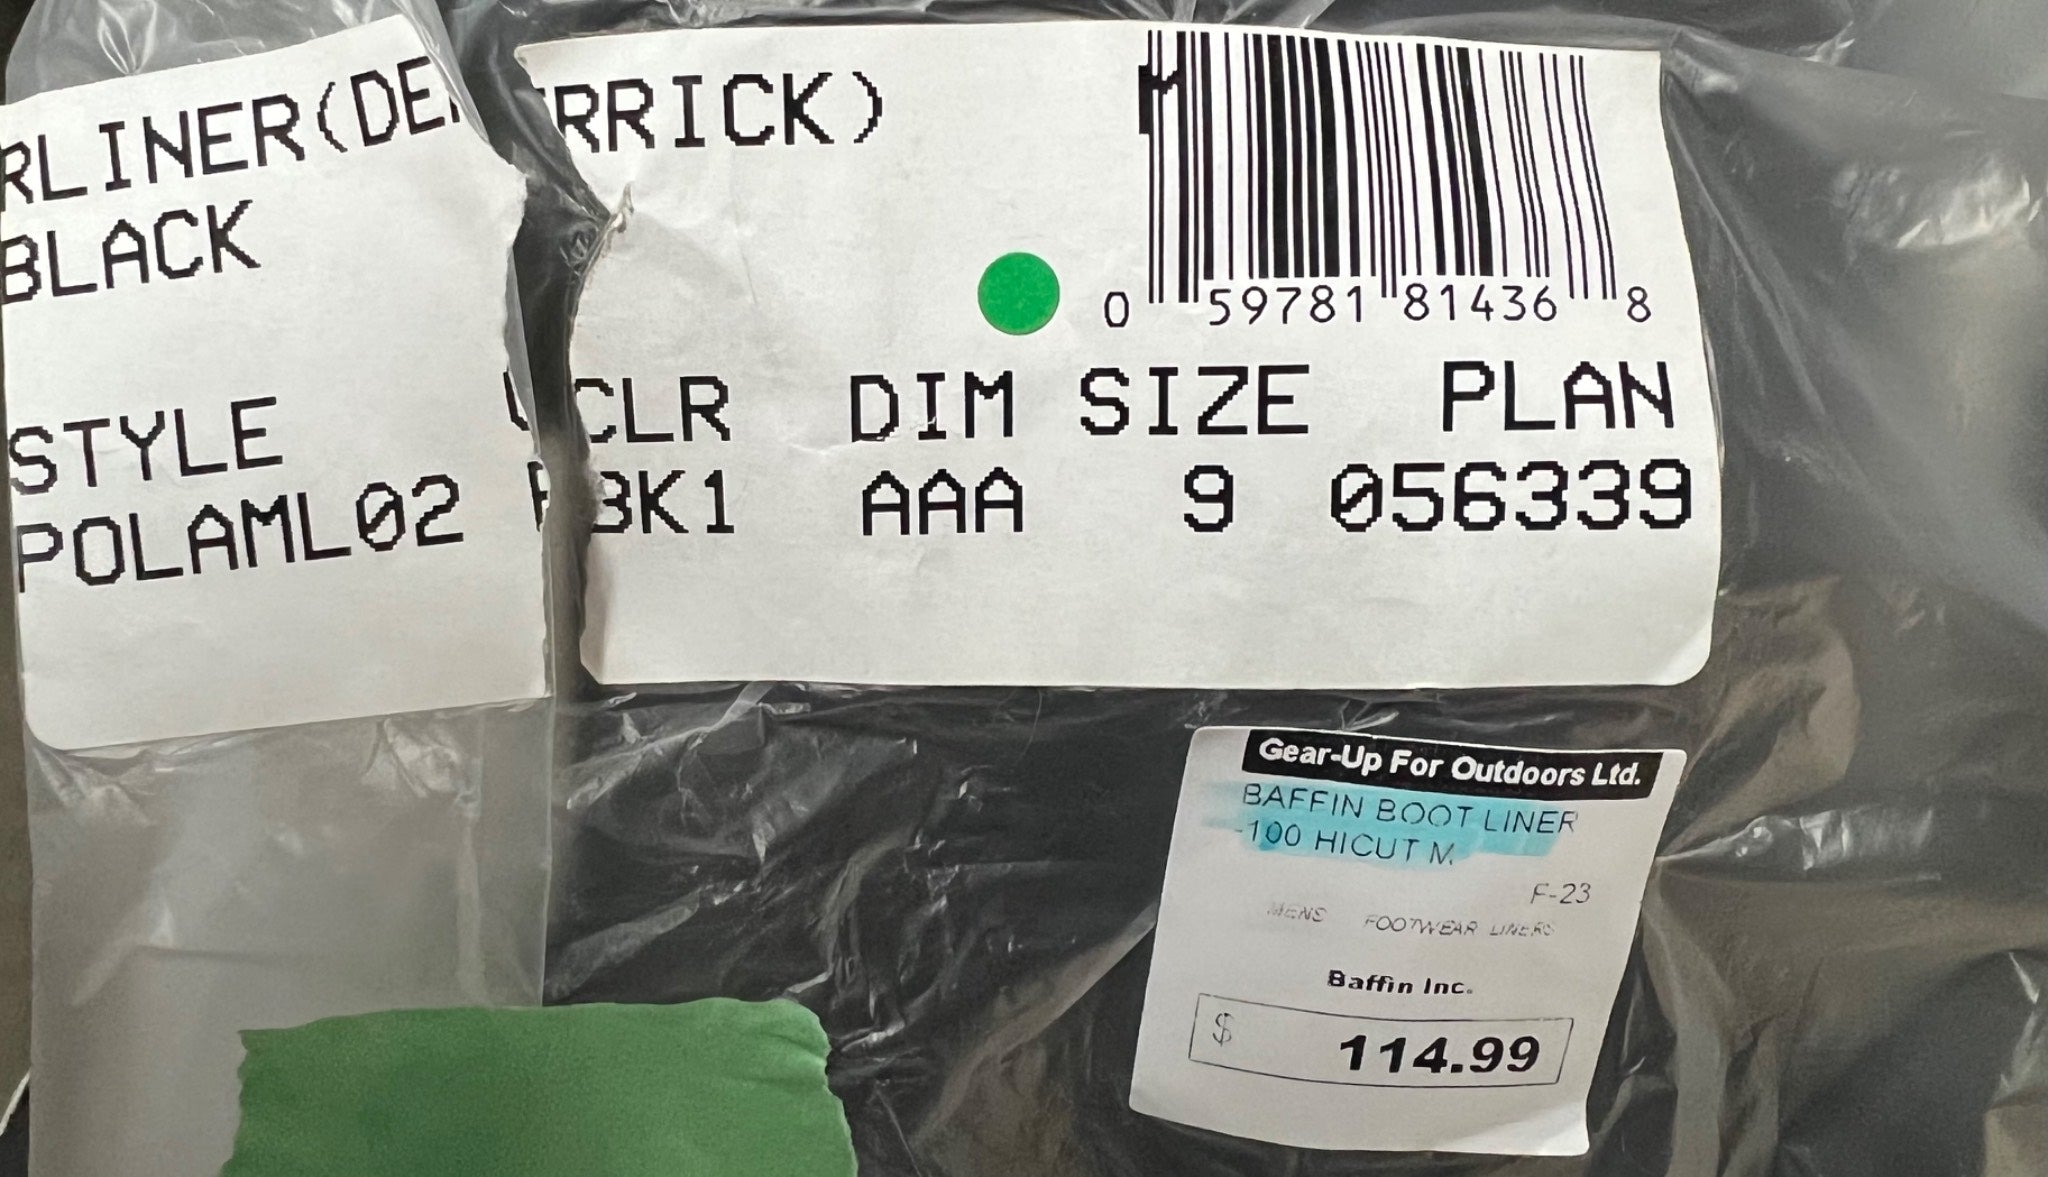 RLINER(DE RRICK)
BLACK
0 59781 81436 8
STYLE CLR DIM SIZE PLAN
POLAML02 BK1 AAA 9 056339
Gear-Up For Outdoors Ltd.
BAFFIN BOOT LINER
-100 HICUT M
F-23
MENS FOOTWEAR LINERS
Baffin Inc.
$ 114.99